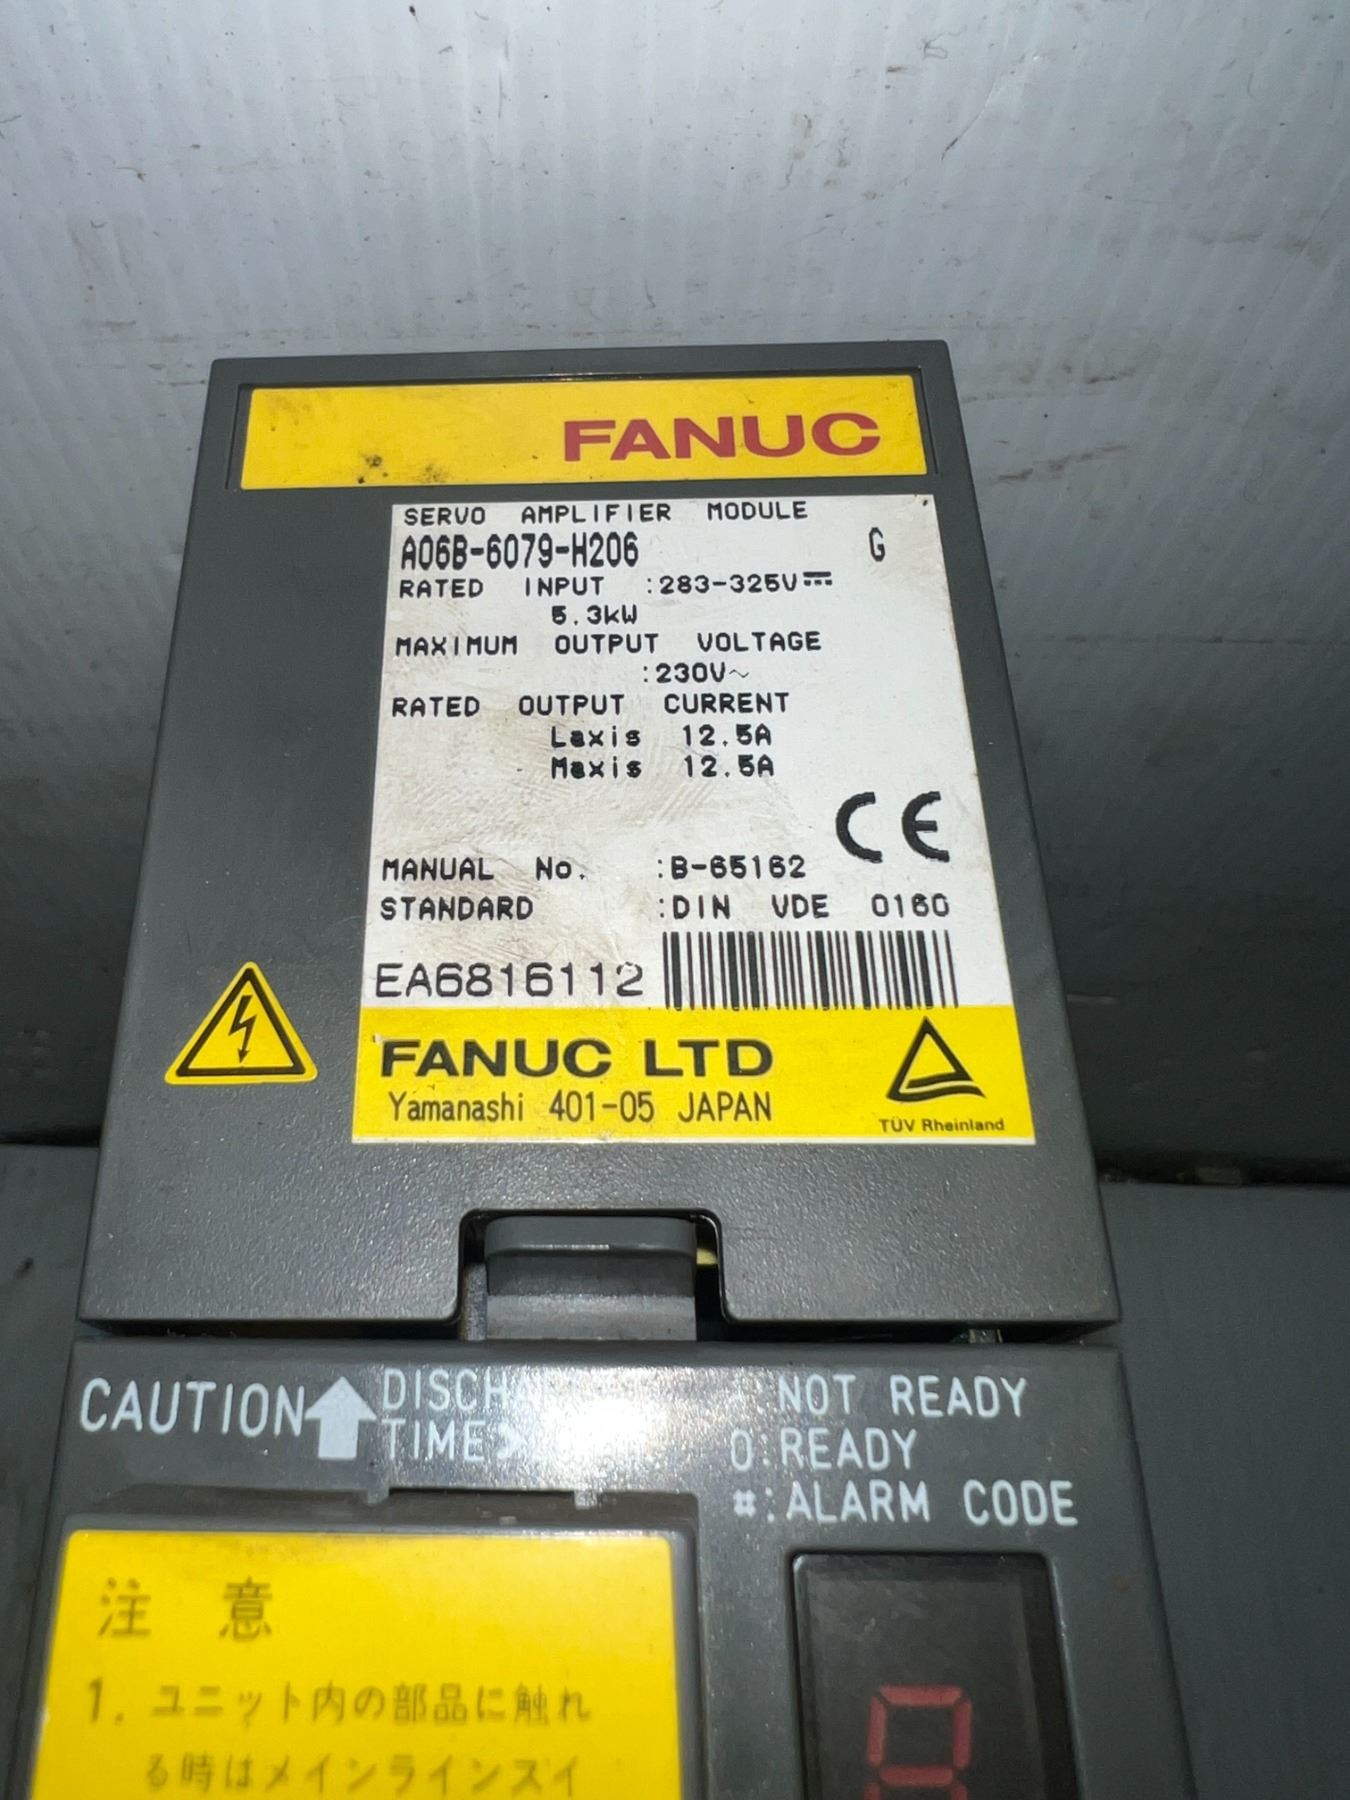 FANUC
SERVO AMPLIFIER MODULE
A06B-6079-H206 G
RATED INPUT :283-325V⎓
5.3kW
MAXIMUM OUTPUT VOLTAGE
:230V~
RATED OUTPUT CURRENT
Laxis 12.5A
Maxis 12.5A
CE
MANUAL No. :B-65162
STANDARD :DIN VDE 0160
EA6816112
FANUC LTD
Yamanashi 401-05 JAPAN
TÜV Rheinland
CAUTION
TIME>
NOT READY
0:READY
#:ALARM CODE
注 意
1. ユニット内の部品に触れ
る時はメインラインスイ